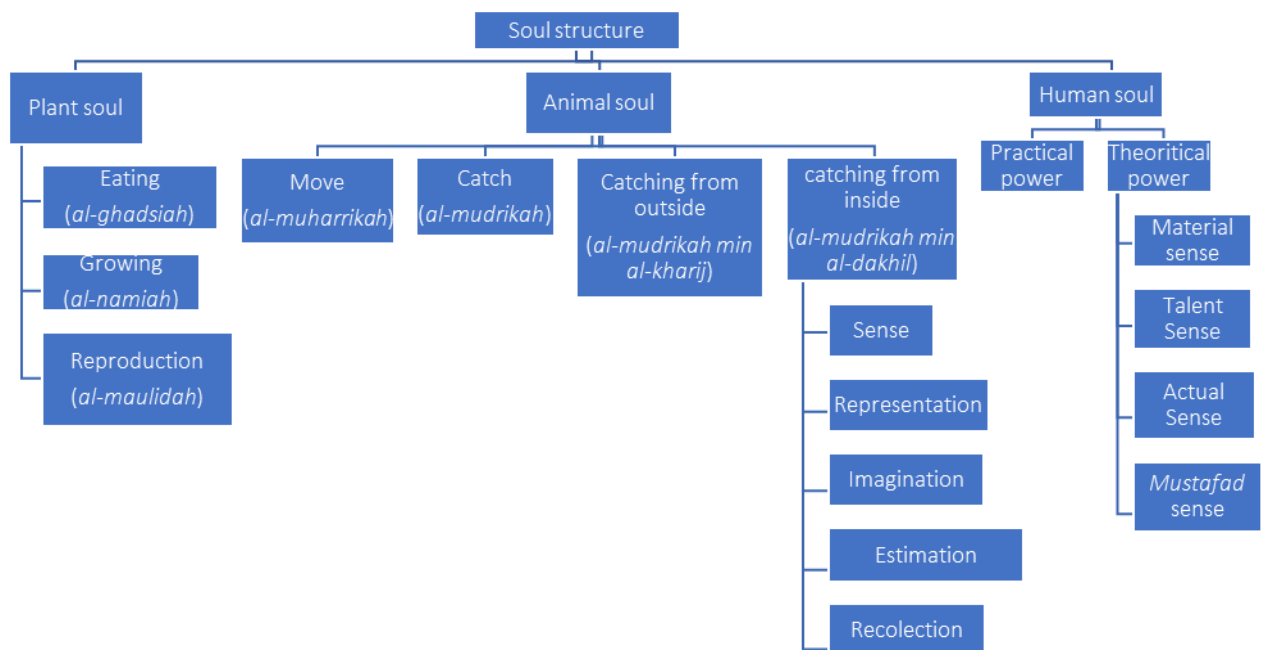 Soul structure
Plant soul
Animal soul
Human soul
Eating
(al-ghadsiah)
Growing
(al-namiah)
Reproduction
(al-maulidah)
Move
(al-muharrikah)
Catch
(al-mudrikah)
Catching from
outside
(al-mudrikah min
al-kharij)
catching from
inside
(al-mudrikah min
al-dakhil)
Sense
Representation
Imagination
Estimation
Recolection
Practical
power
Theoritical
power
Material
sense
Talent
Sense
Actual
Sense
Mustafad
sense